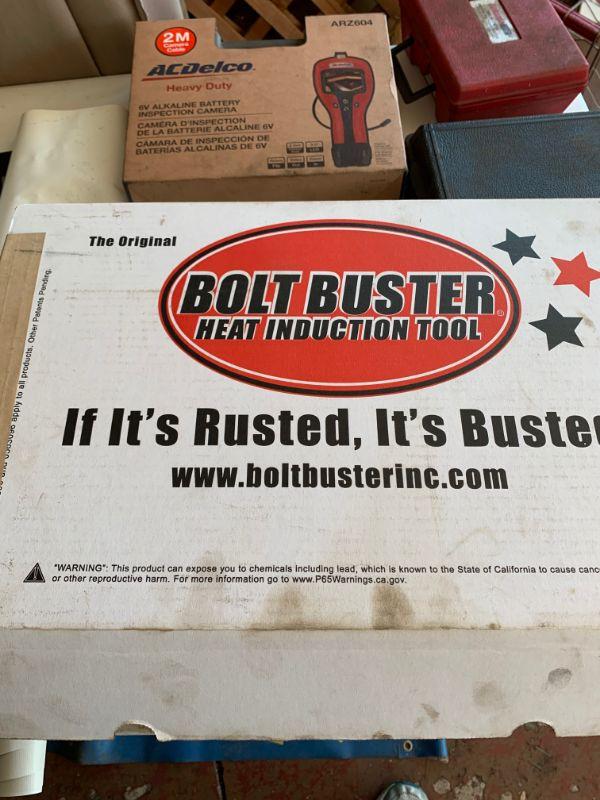 2M
Camera
Cable
ARZ604
ACDelco
Heavy Duty
6V ALKALINE BATTERY
INSPECTION CAMERA
CAMÉRA D'INSPECTION
DE LA BATTERIE ALCALINE 6V
CÁMARA DE INSPECCIÓN DE
BATERÍAS ALCALINAS DE 6V
The Original
BOLT BUSTER®
HEAT INDUCTION TOOL
If It's Rusted, It's Buste
www.boltbusterinc.com
apply to all products. Other Patents Pending.
"WARNING": This product can expose you to chemicals including lead, which is known to the State of California to cause canc
or other reproductive harm. For more information go to www.P65Warnings.ca.gov.